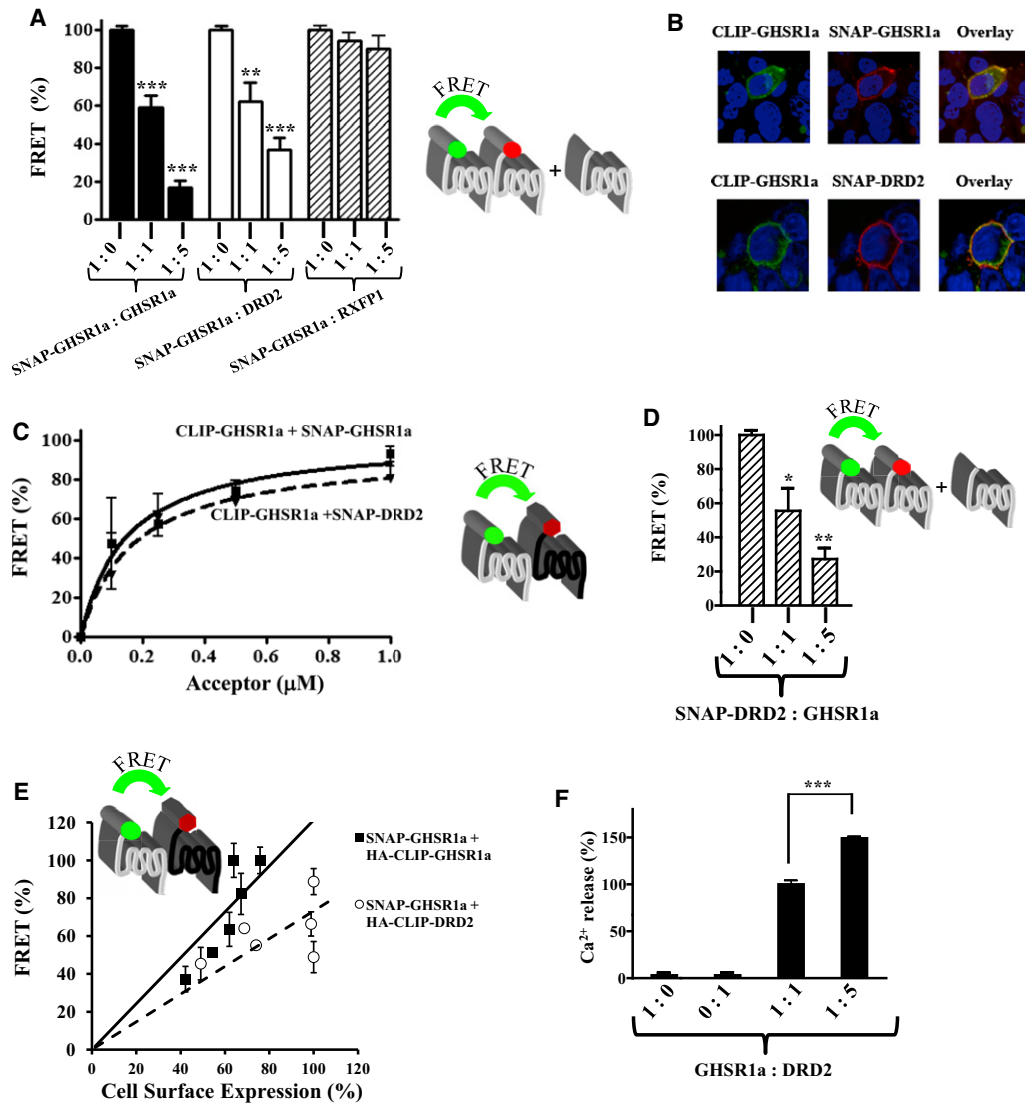 A
FRET (%)
100
80
60
40
20
0
***
***
**
***
1 : 0
1 : 1
1 : 5
1 : 0
1 : 1
1 : 5
1 : 0
1 : 1
1 : 5
SNAP-GHSR1a : GHSR1a
SNAP-GHSR1a : DRD2
SNAP-GHSR1a : RXFP1
FRET
+
B
CLIP-GHSR1a SNAP-GHSR1a Overlay
CLIP-GHSR1a SNAP-DRD2 Overlay
C
FRET (%)
100
80
60
40
20
0
CLIP-GHSR1a + SNAP-GHSR1a
CLIP-GHSR1a +SNAP-DRD2
0.0 0.2 0.4 0.6 0.8 1.0
Acceptor (μM)
FRET
D
FRET (%)
100
80
60
40
20
0
*
**
1 : 0
1 : 1
1 : 5
SNAP-DRD2 : GHSR1a
FRET
+
E
FRET
FRET (%)
120
100
80
60
40
20
0
0 20 40 60 80 100 120
Cell Surface Expression (%)
SNAP-GHSR1a +
HA-CLIP-GHSR1a
SNAP-GHSR1a +
HA-CLIP-DRD2
F
Ca2+ release (%)
150
100
50
0
***
1 : 0
0 : 1
1 : 1
1 : 5
GHSR1a : DRD2